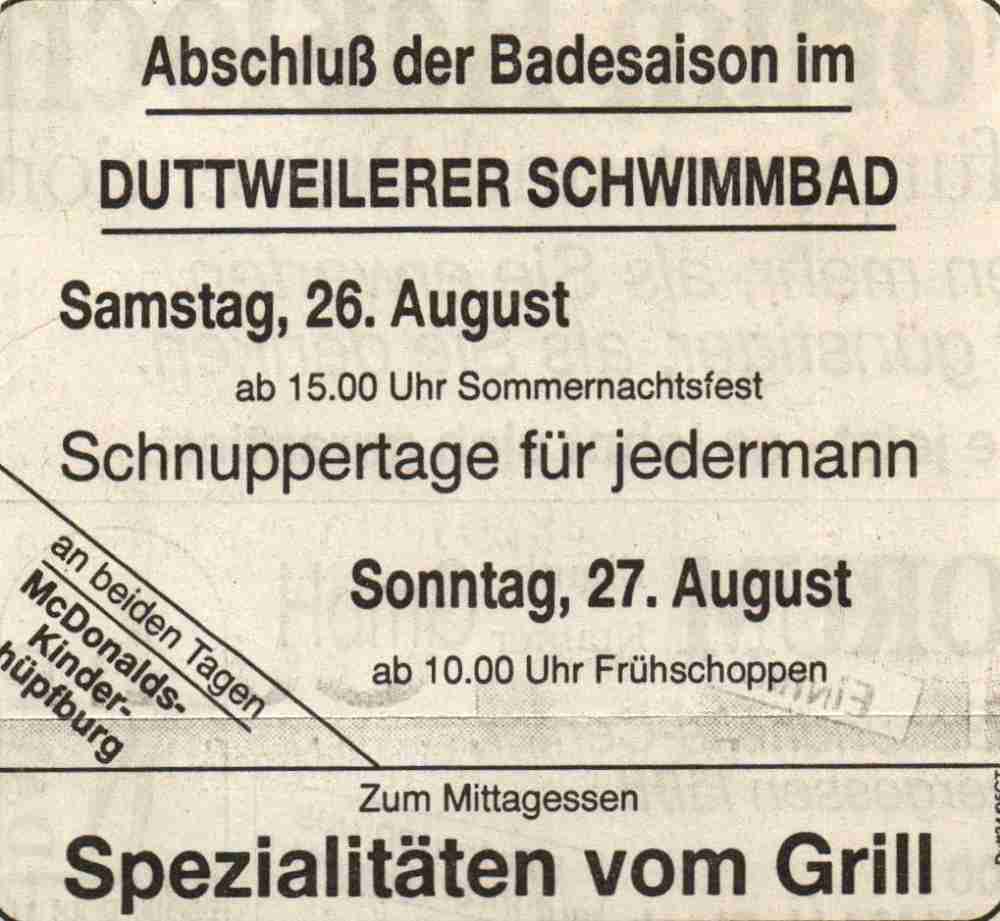 Abschluß der Badesaison im
DUTTWEILERER SCHWIMMBAD
Samstag, 26. August
ab 15.00 Uhr Sommernachtsfest
Schnuppertage für jedermann
an beiden Tagen
McDonalds-
Kinder-
hüpfburg
Sonntag, 27. August
ab 10.00 Uhr Frühschoppen
Zum Mittagessen
Spezialitäten vom Grill